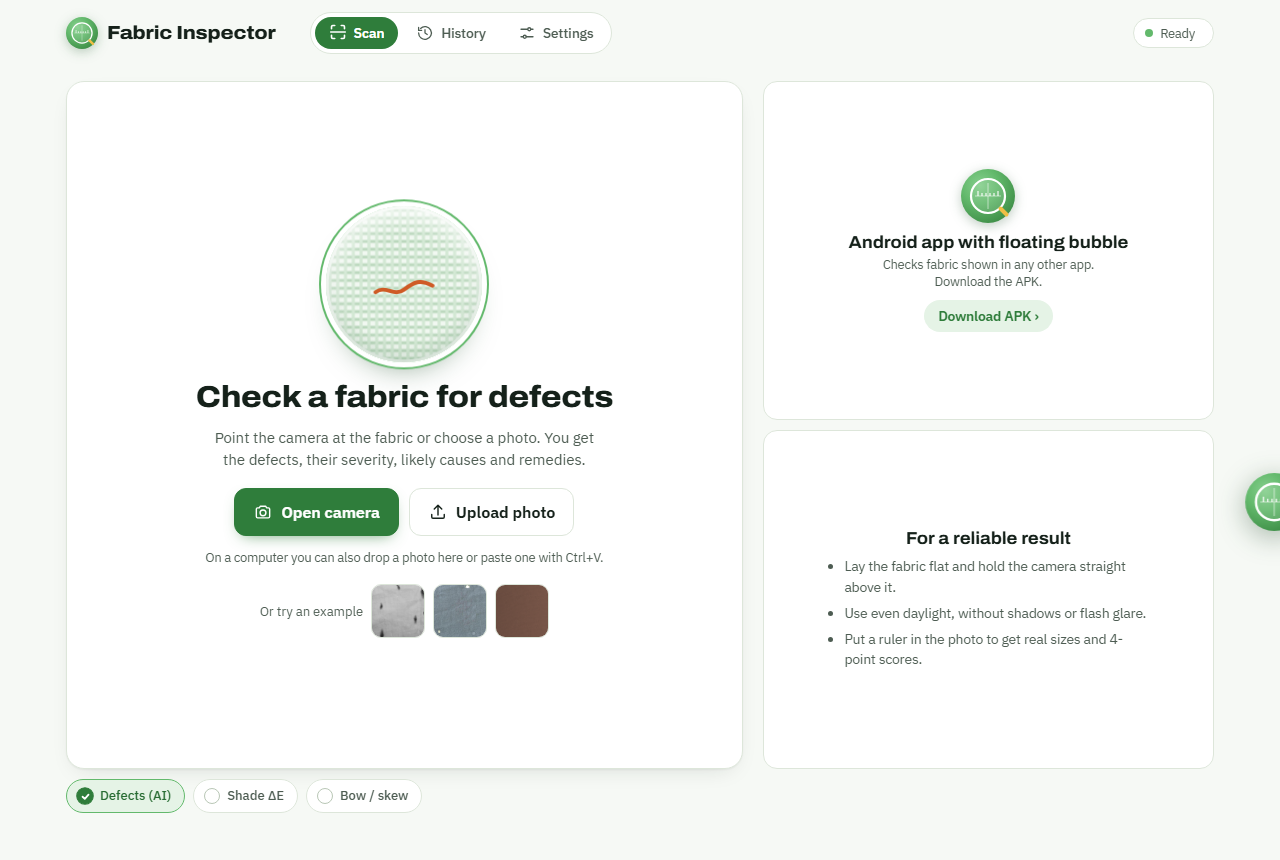 Fabric Inspector
Scan
History
Settings
Ready
Check a fabric for defects
Point the camera at the fabric or choose a photo. You get
the defects, their severity, likely causes and remedies.
Open camera
Upload photo
On a computer you can also drop a photo here or paste one with Ctrl+V.
Or try an example
Android app with floating bubble
Checks fabric shown in any other app.
Download the APK.
Download APK ›
For a reliable result
• Lay the fabric flat and hold the camera straight
above it.
• Use even daylight, without shadows or flash glare.
• Put a ruler in the photo to get real sizes and 4-
point scores.
Defects (AI)
Shade ΔE
Bow / skew